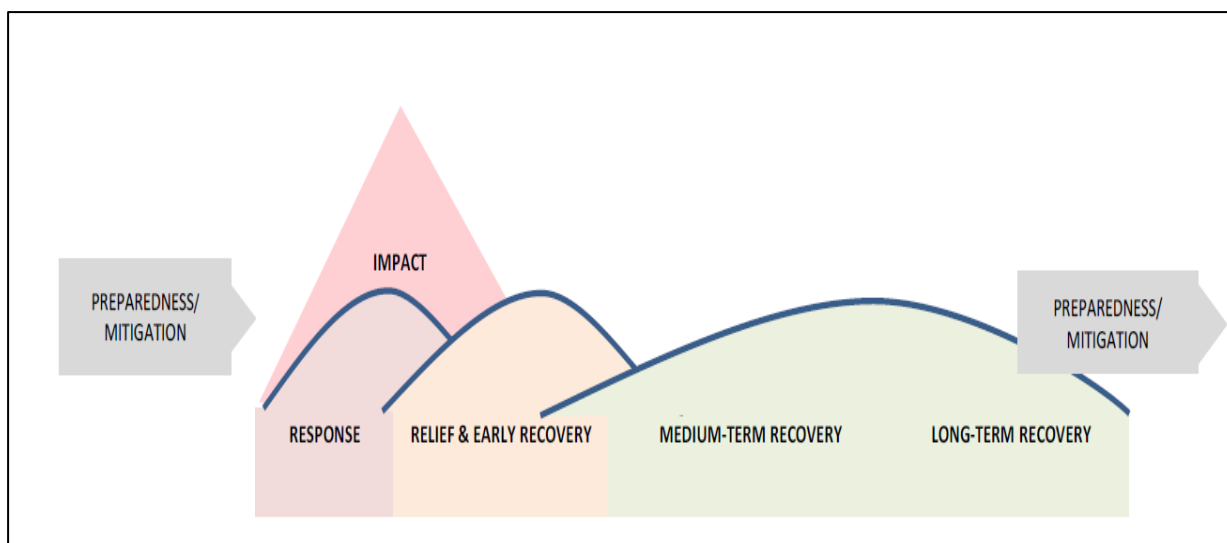 IMPACT
PREPAREDNESS/
MITIGATION
PREPAREDNESS/
MITIGATION
RESPONSE
RELIEF & EARLY RECOVERY
MEDIUM-TERM RECOVERY
LONG-TERM RECOVERY